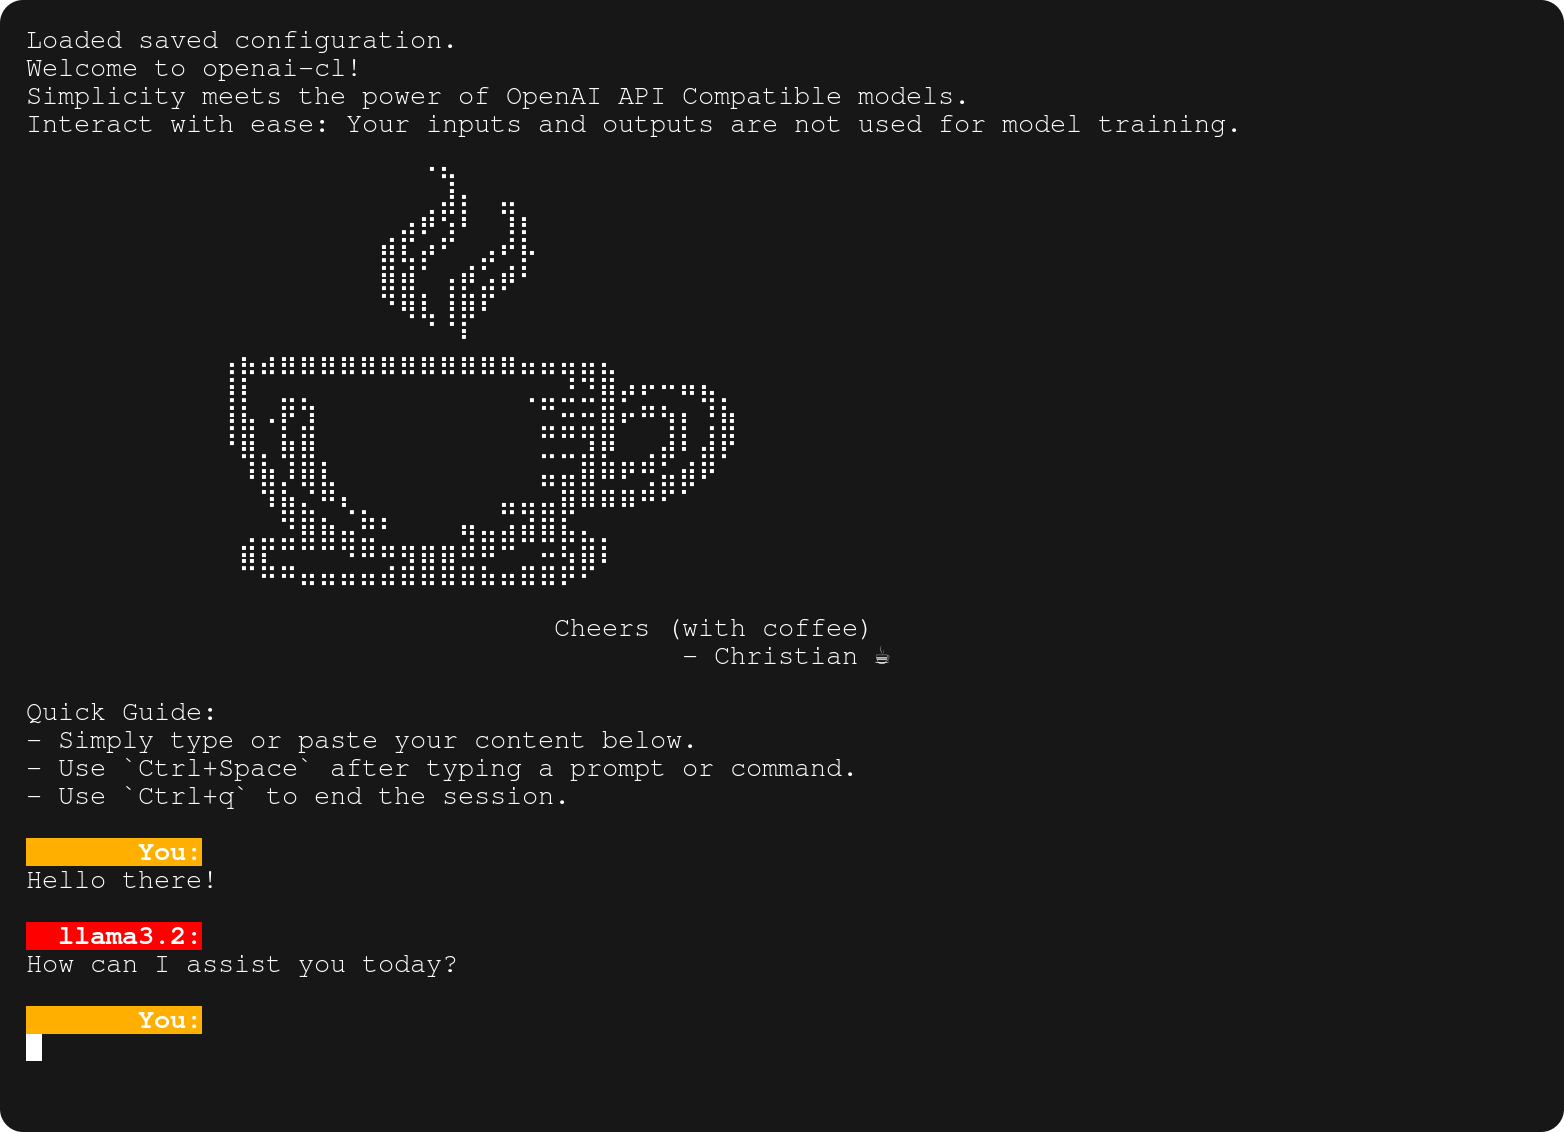 Loaded saved configuration.
Welcome to openai-cl!
Simplicity meets the power of OpenAI API Compatible models.
Interact with ease: Your inputs and outputs are not used for model training.
Cheers (with coffee)
- Christian ☕
Quick Guide:
- Simply type or paste your content below.
- Use `Ctrl+Space` after typing a prompt or command.
- Use `Ctrl+q` to end the session.
You:
Hello there!
llama3.2:
How can I assist you today?
You: